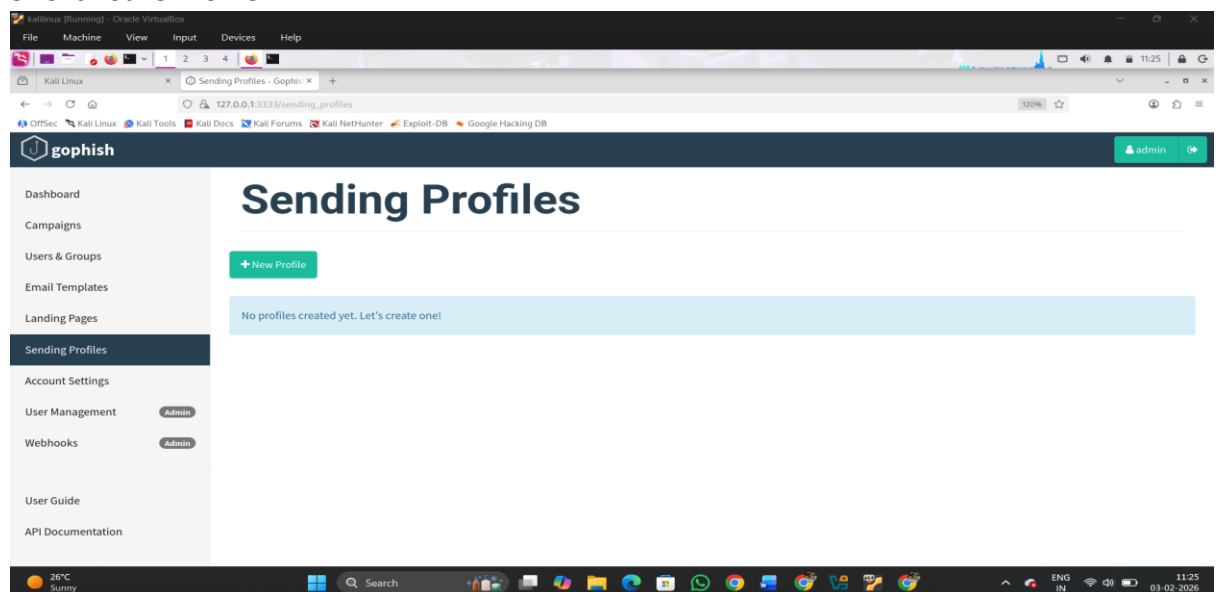 kalilinux [Running] - Oracle VirtualBox
File Machine View Input Devices Help
1 2 3 4 11:25
Kali Linux × Sending Profiles - Gophis × +
127.0.0.1:3333/sending_profiles 120%
OffSec Kali Linux Kali Tools Kali Docs Kali Forums Kali NetHunter Exploit-DB Google Hacking DB
gophish admin
Dashboard
Sending Profiles
Campaigns
Users & Groups
+ New Profile
Email Templates
Landing Pages
No profiles created yet. Let's create one!
Sending Profiles
Account Settings
User Management Admin
Webhooks Admin
User Guide
API Documentation
26°C
Sunny
Search
ENG
IN
11:25
03-02-2026